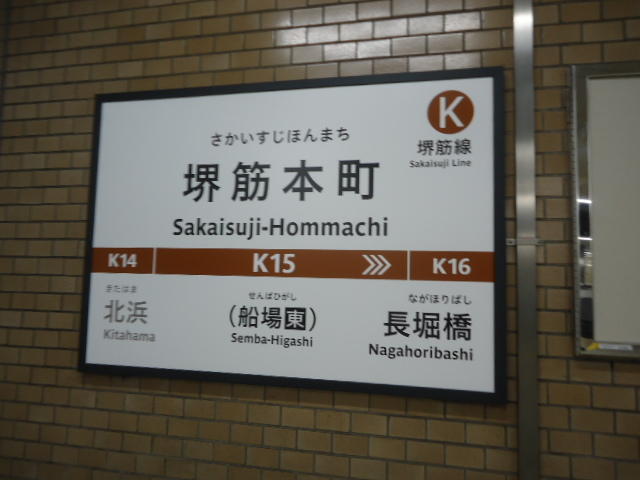 K
堺筋線
Sakaisuji Line
さかいすじほんまち
堺筋本町
Sakaisuji-Hommachi
K14 K15 K16
きたはま
北浜
Kitahama
せんばひがし
(船場東)
Semba-Higashi
ながほりばし
長堀橋
Nagahoribashi